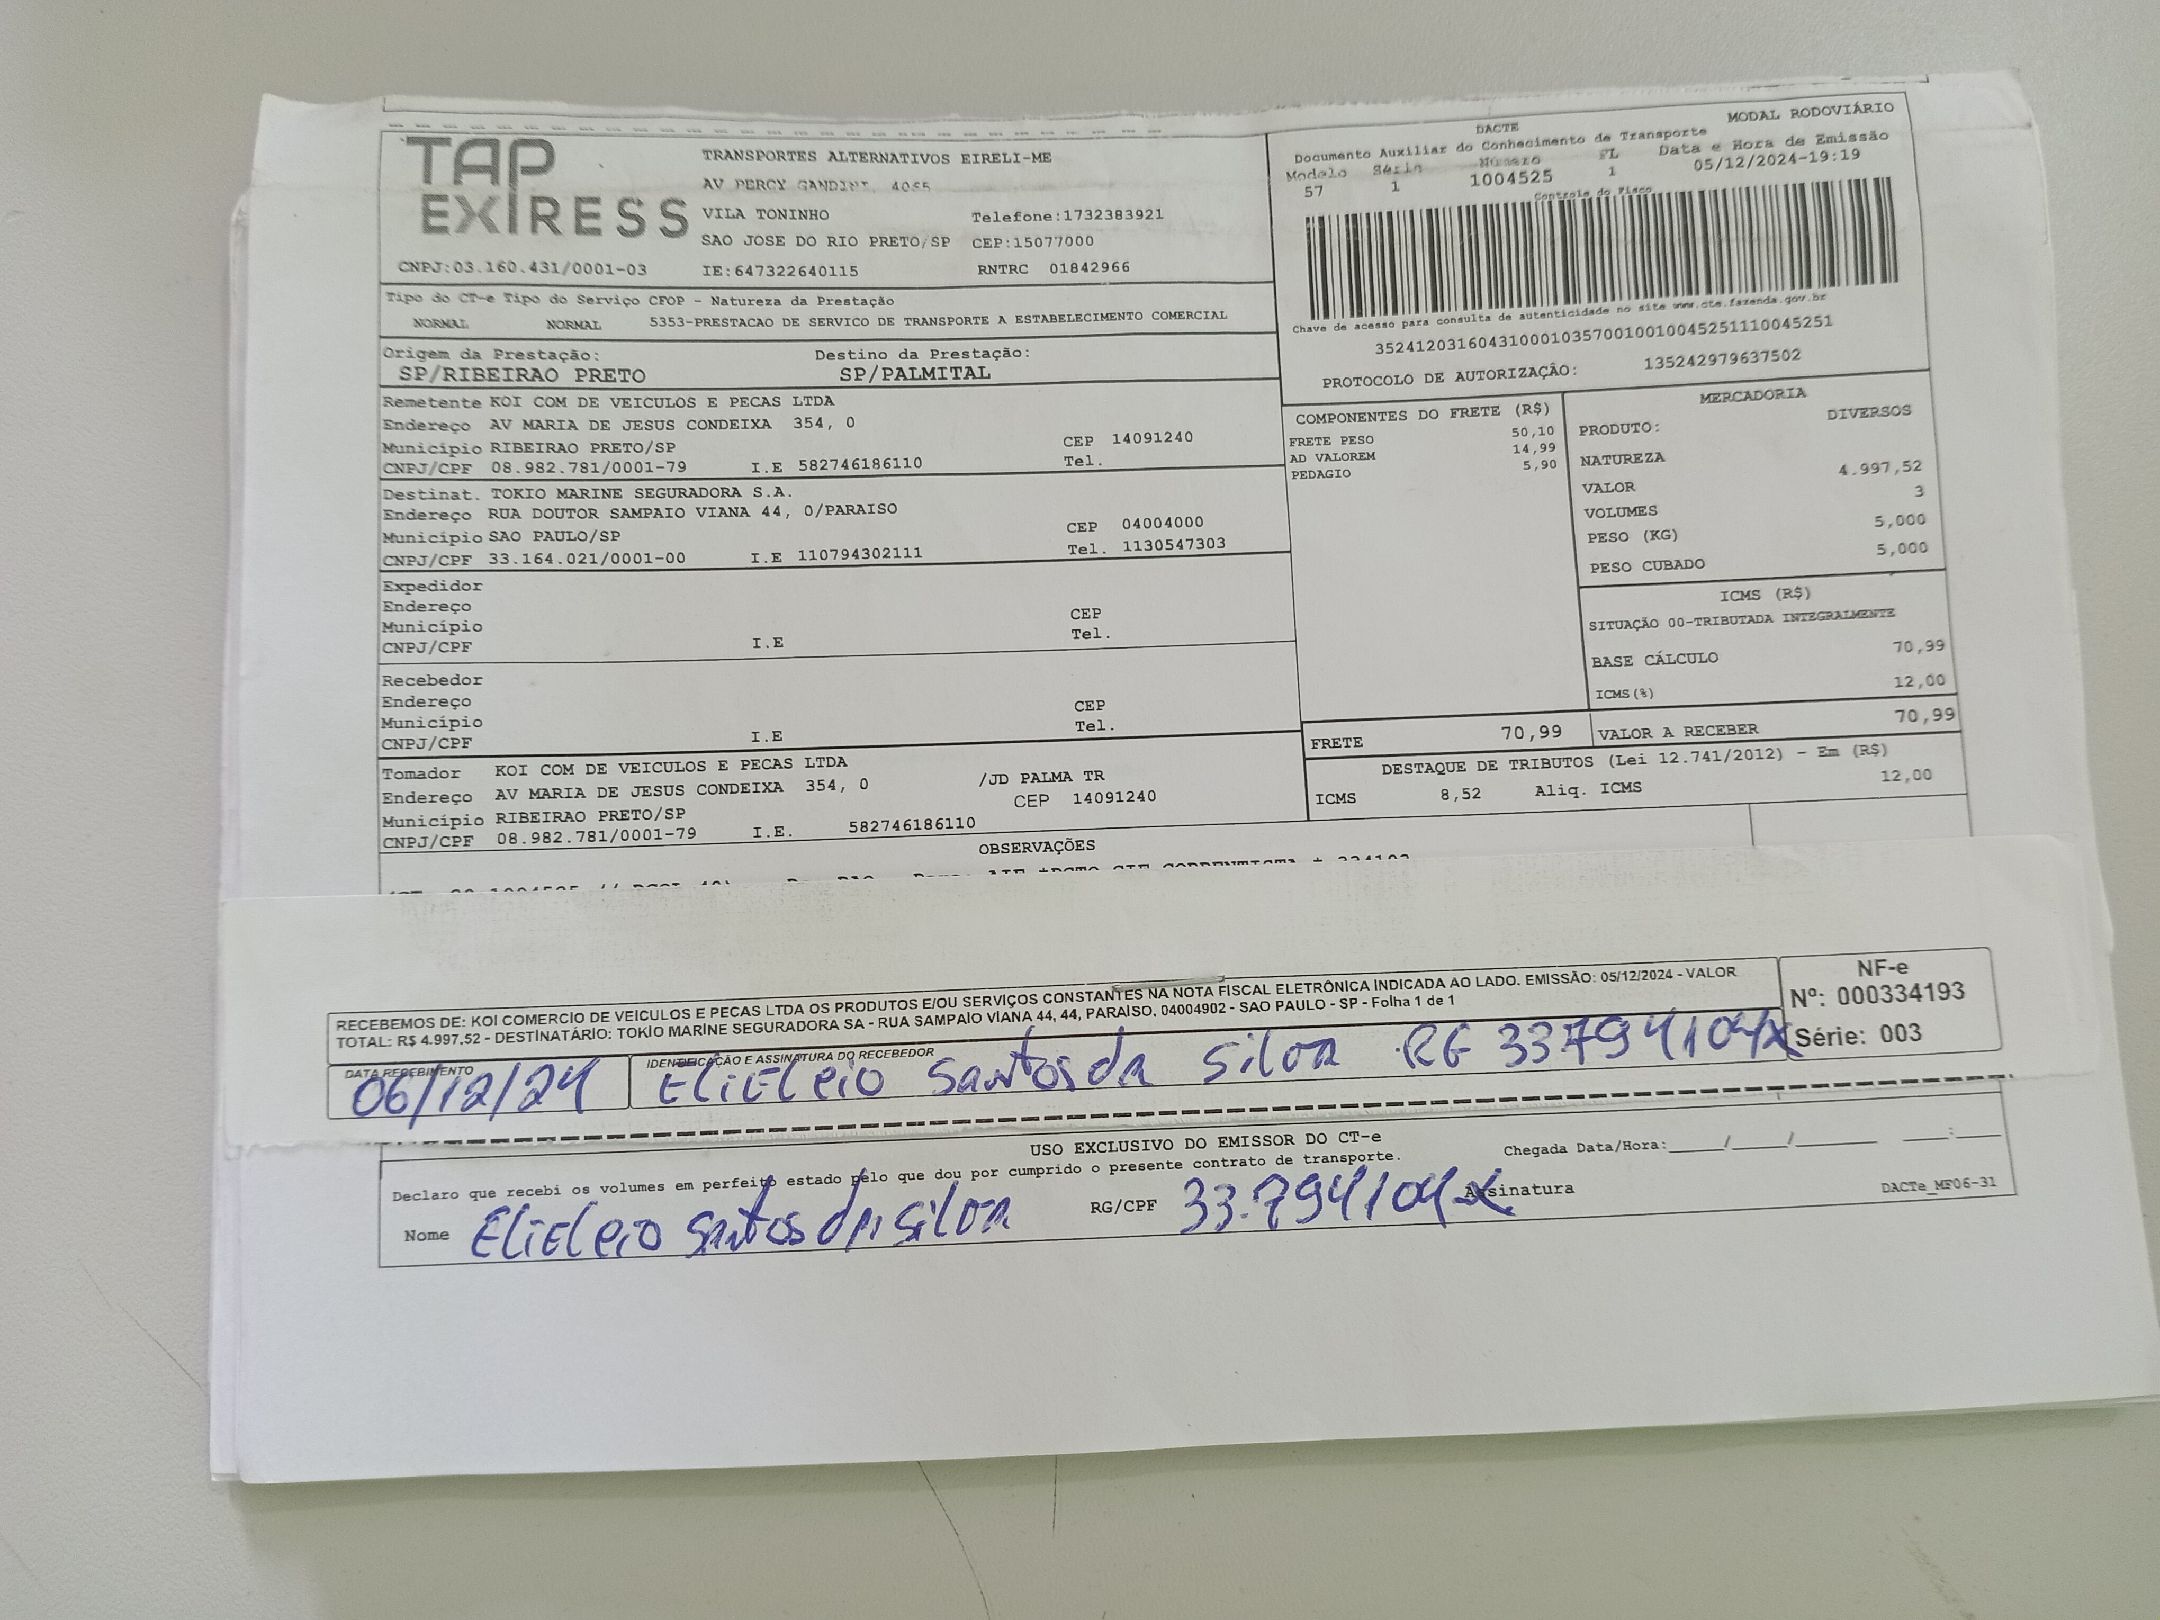 TAP
EXPRESS
TRANSPORTES ALTERNATIVOS EIRELI-ME
AV PERCY GANDINI, 4055
VILA TONINHO Telefone:1732383921
SAO JOSE DO RIO PRETO/SP CEP:15077000
CNPJ:03.160.431/0001-03 IE:647322640115 RNTRC 01842966
MODAL RODOVIÁRIO
DACTE
Documento Auxiliar do Conhecimento de Transporte
Modelo Série Número FL Data e Hora de Emissão
57 1 1004525 1 05/12/2024-19:19
Controle do Fisco
Chave de acesso para consulta de autenticidade no site www.cte.fazenda.gov.br
35241203160431000103570010010045251110045251
PROTOCOLO DE AUTORIZAÇÃO: 135242979637502
Tipo do CT-e Tipo do Serviço CFOP - Natureza da Prestação
NORMAL NORMAL 5353-PRESTACAO DE SERVICO DE TRANSPORTE A ESTABELECIMENTO COMERCIAL
Origem da Prestação: Destino da Prestação:
SP/RIBEIRAO PRETO SP/PALMITAL
Remetente KOI COM DE VEICULOS E PECAS LTDA
Endereço AV MARIA DE JESUS CONDEIXA 354, 0
Município RIBEIRAO PRETO/SP CEP 14091240
CNPJ/CPF 08.982.781/0001-79 I.E 582746186110 Tel.
Destinat. TOKIO MARINE SEGURADORA S.A.
Endereço RUA DOUTOR SAMPAIO VIANA 44, 0/PARAISO
Município SAO PAULO/SP CEP 04004000
CNPJ/CPF 33.164.021/0001-00 I.E 110794302111 Tel. 1130547303
Expedidor
Endereço
Município CEP
CNPJ/CPF I.E Tel.
Recebedor
Endereço
Município CEP
CNPJ/CPF I.E Tel.
Tomador KOI COM DE VEICULOS E PECAS LTDA
Endereço AV MARIA DE JESUS CONDEIXA 354, 0 /JD PALMA TR
Município RIBEIRAO PRETO/SP CEP 14091240
CNPJ/CPF 08.982.781/0001-79 I.E. 582746186110
COMPONENTES DO FRETE (R$)
FRETE PESO 50,10
AD VALOREM 14,99
PEDAGIO 5,90
MERCADORIA
PRODUTO: DIVERSOS
NATUREZA
VALOR 4.997,52
VOLUMES 3
PESO (KG) 5,000
PESO CUBADO 5,000
ICMS (R$)
SITUAÇÃO 00-TRIBUTADA INTEGRALMENTE
BASE CÁLCULO 70,99
ICMS(%) 12,00
FRETE 70,99 VALOR A RECEBER 70,99
DESTAQUE DE TRIBUTOS (Lei 12.741/2012) - Em (R$)
ICMS 8,52 Aliq. ICMS 12,00
OBSERVAÇÕES
RECEBEMOS DE: KOI COMERCIO DE VEICULOS E PECAS LTDA OS PRODUTOS E/OU SERVIÇOS CONSTANTES NA NOTA FISCAL ELETRÔNICA INDICADA AO LADO. EMISSÃO: 05/12/2024 - VALOR
TOTAL: R$ 4.997,52 - DESTINATÁRIO: TOKIO MARINE SEGURADORA SA - RUA SAMPAIO VIANA 44, 44, PARAISO, 04004902 - SAO PAULO - SP - Folha 1 de 1
NF-e
Nº: 000334193
Série: 003
DATA RECEBIMENTO IDENTIFICAÇÃO E ASSINATURA DO RECEBEDOR
06/12/24 Elielcio Santos da Silva RG 33794104x
USO EXCLUSIVO DO EMISSOR DO CT-e
Declaro que recebi os volumes em perfeito estado pelo que dou por cumprido o presente contrato de transporte. Chegada Data/Hora:____/____/____ __:__
Nome Elielcio Santos da Silva RG/CPF 33.794104-x Assinatura DACTe_MF06-31